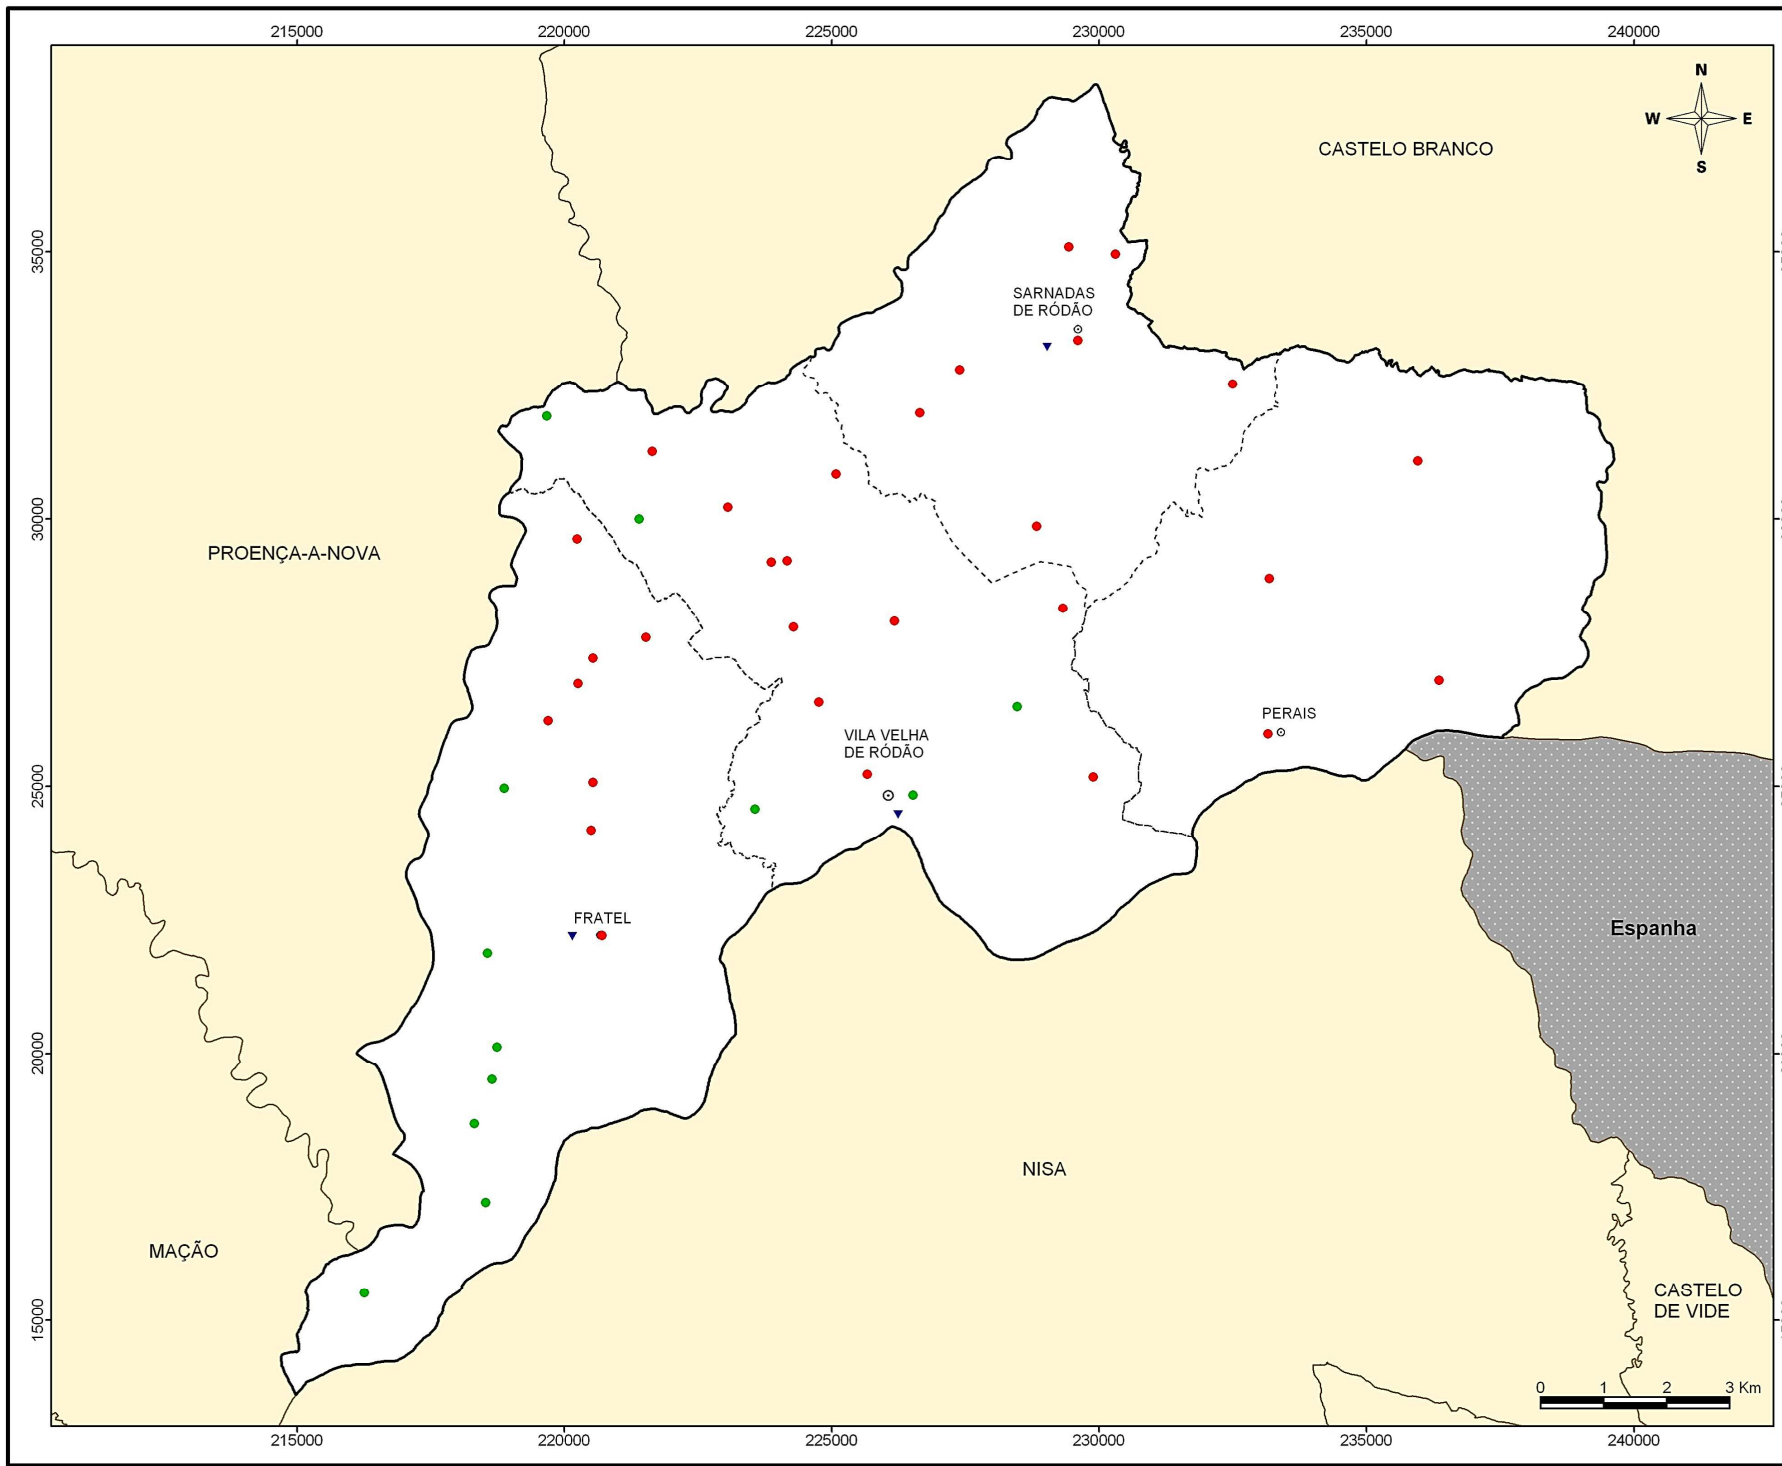 215000
220000
225000
230000
235000
240000
N
W
E
S
CASTELO BRANCO
35000
SARNADAS
DE RÓDÃO
30000
PROENÇA-A-NOVA
PERAIS
VILA VELHA
DE RÓDÃO
25000
FRATEL
Espanha
20000
NISA
MAÇÃO
CASTELO
DE VIDE
15000
0
1
2
3 Km
215000
220000
225000
230000
235000
240000